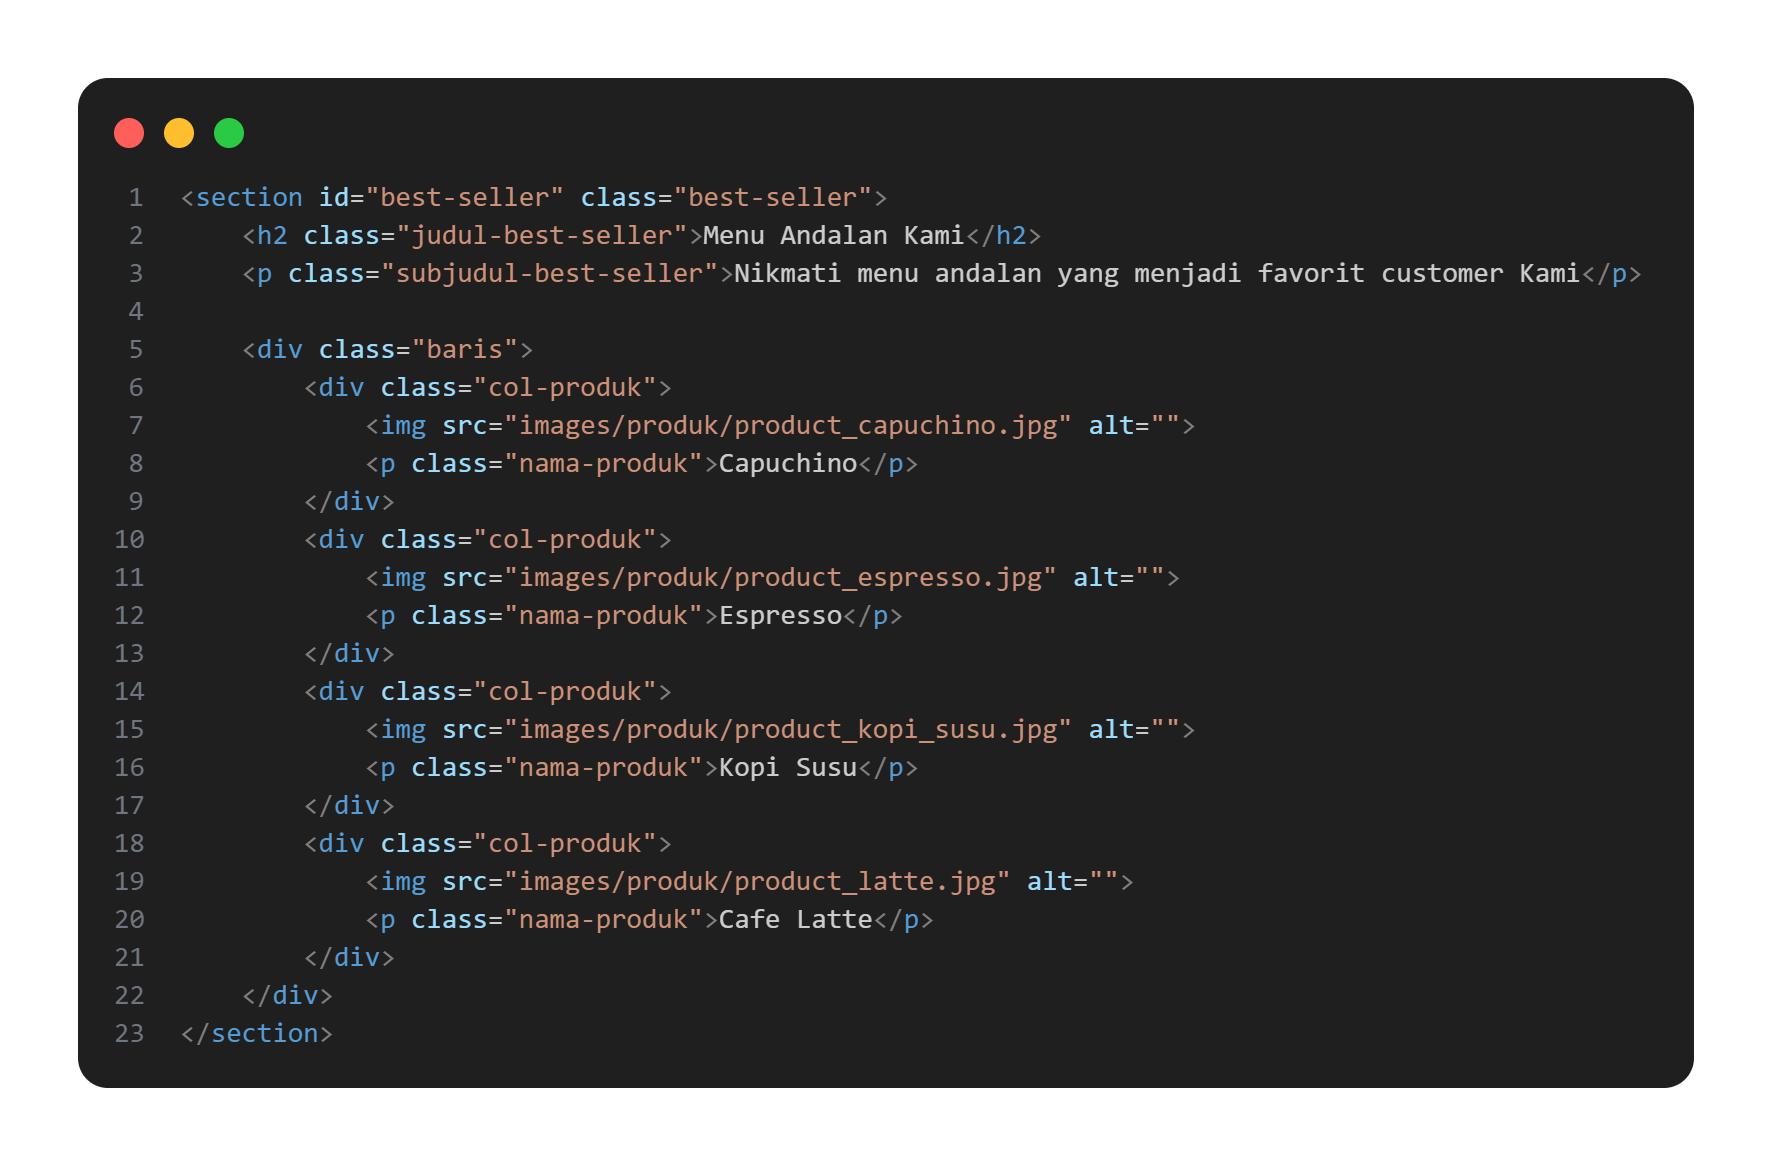 1 <section id="best-seller" class="best-seller">
2     <h2 class="judul-best-seller">Menu Andalan Kami</h2>
3     <p class="subjudul-best-seller">Nikmati menu andalan yang menjadi favorit customer Kami</p>
4
5     <div class="baris">
6         <div class="col-produk">
7             <img src="images/produk/product_capuchino.jpg" alt="">
8             <p class="nama-produk">Capuchino</p>
9         </div>
10         <div class="col-produk">
11             <img src="images/produk/product_espresso.jpg" alt="">
12             <p class="nama-produk">Espresso</p>
13         </div>
14         <div class="col-produk">
15             <img src="images/produk/product_kopi_susu.jpg" alt="">
16             <p class="nama-produk">Kopi Susu</p>
17         </div>
18         <div class="col-produk">
19             <img src="images/produk/product_latte.jpg" alt="">
20             <p class="nama-produk">Cafe Latte</p>
21         </div>
22     </div>
23 </section>